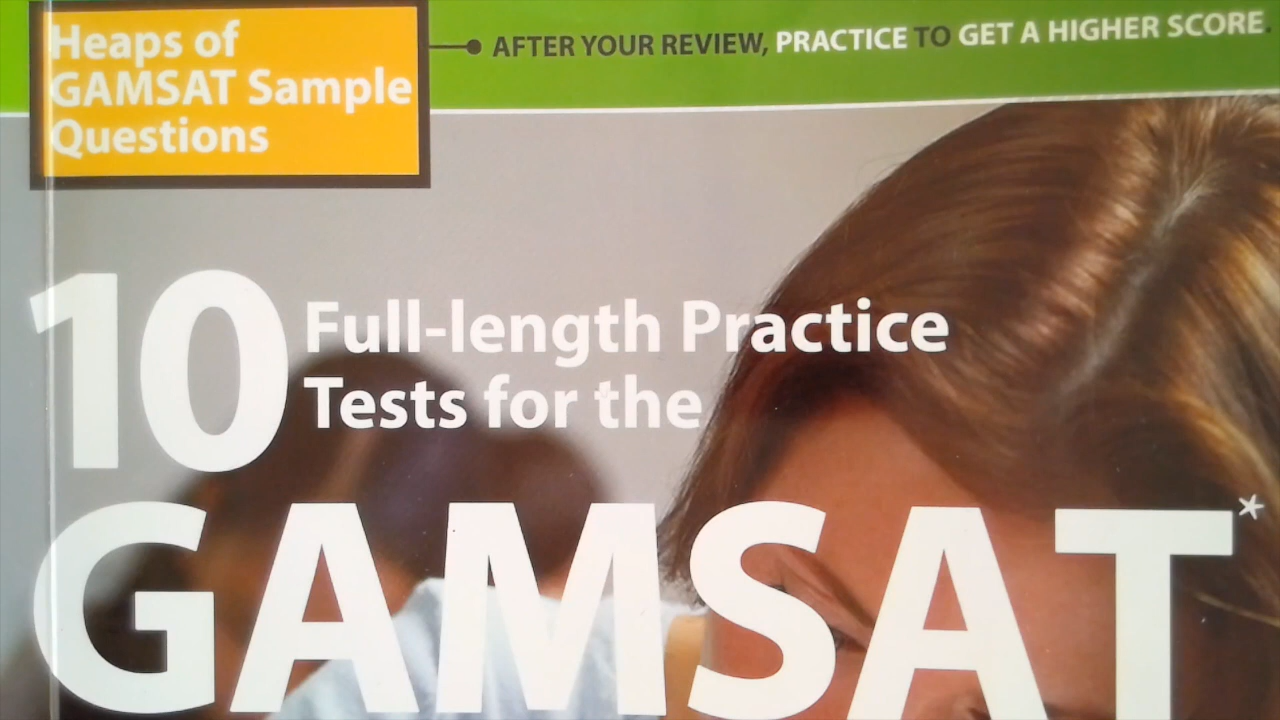 Heaps of
GAMSAT Sample
Questions
AFTER YOUR REVIEW, PRACTICE TO GET A HIGHER SCORE.
10 Full-length Practice
Tests for the
GAMSAT*